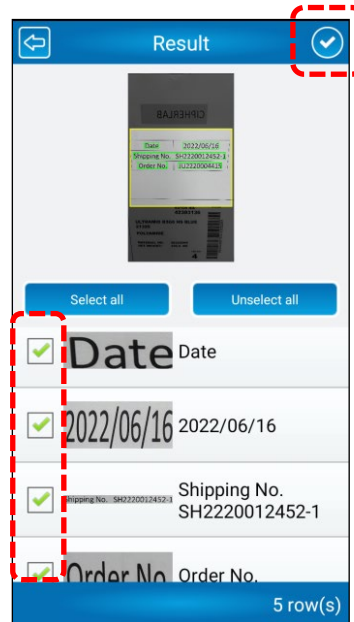 Result
CIPHERLAB
Date 2022/06/16
Shipping No. SH2220012452-1
Order No.
4
Select all Unselect all
Date Date
2022/06/16 2022/06/16
Shipping No. SH2220012452-1 Shipping No.
SH2220012452-1
Order No. Order No.
5 row(s)